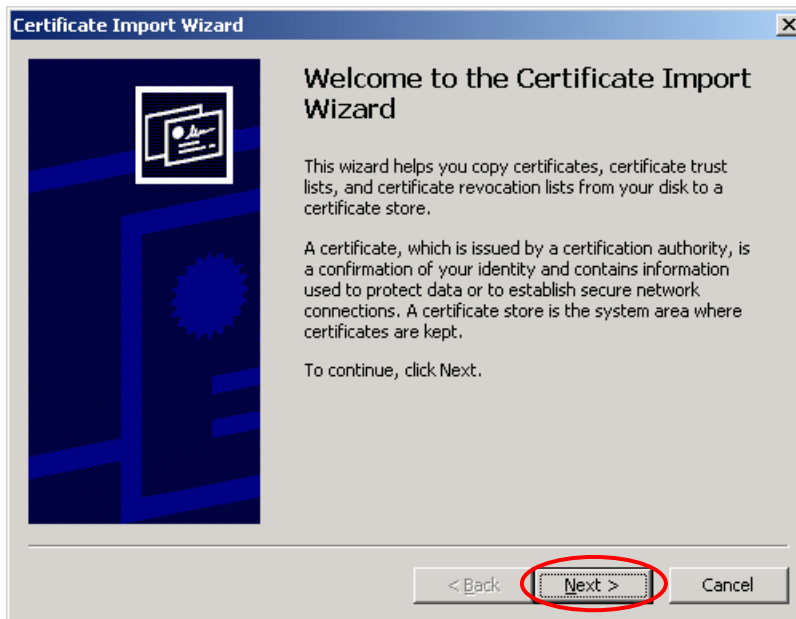 Certificate Import Wizard
Welcome to the Certificate Import
Wizard
This wizard helps you copy certificates, certificate trust
lists, and certificate revocation lists from your disk to a
certificate store.
A certificate, which is issued by a certification authority, is
a confirmation of your identity and contains information
used to protect data or to establish secure network
connections. A certificate store is the system area where
certificates are kept.
To continue, click Next.
< Back Next > Cancel